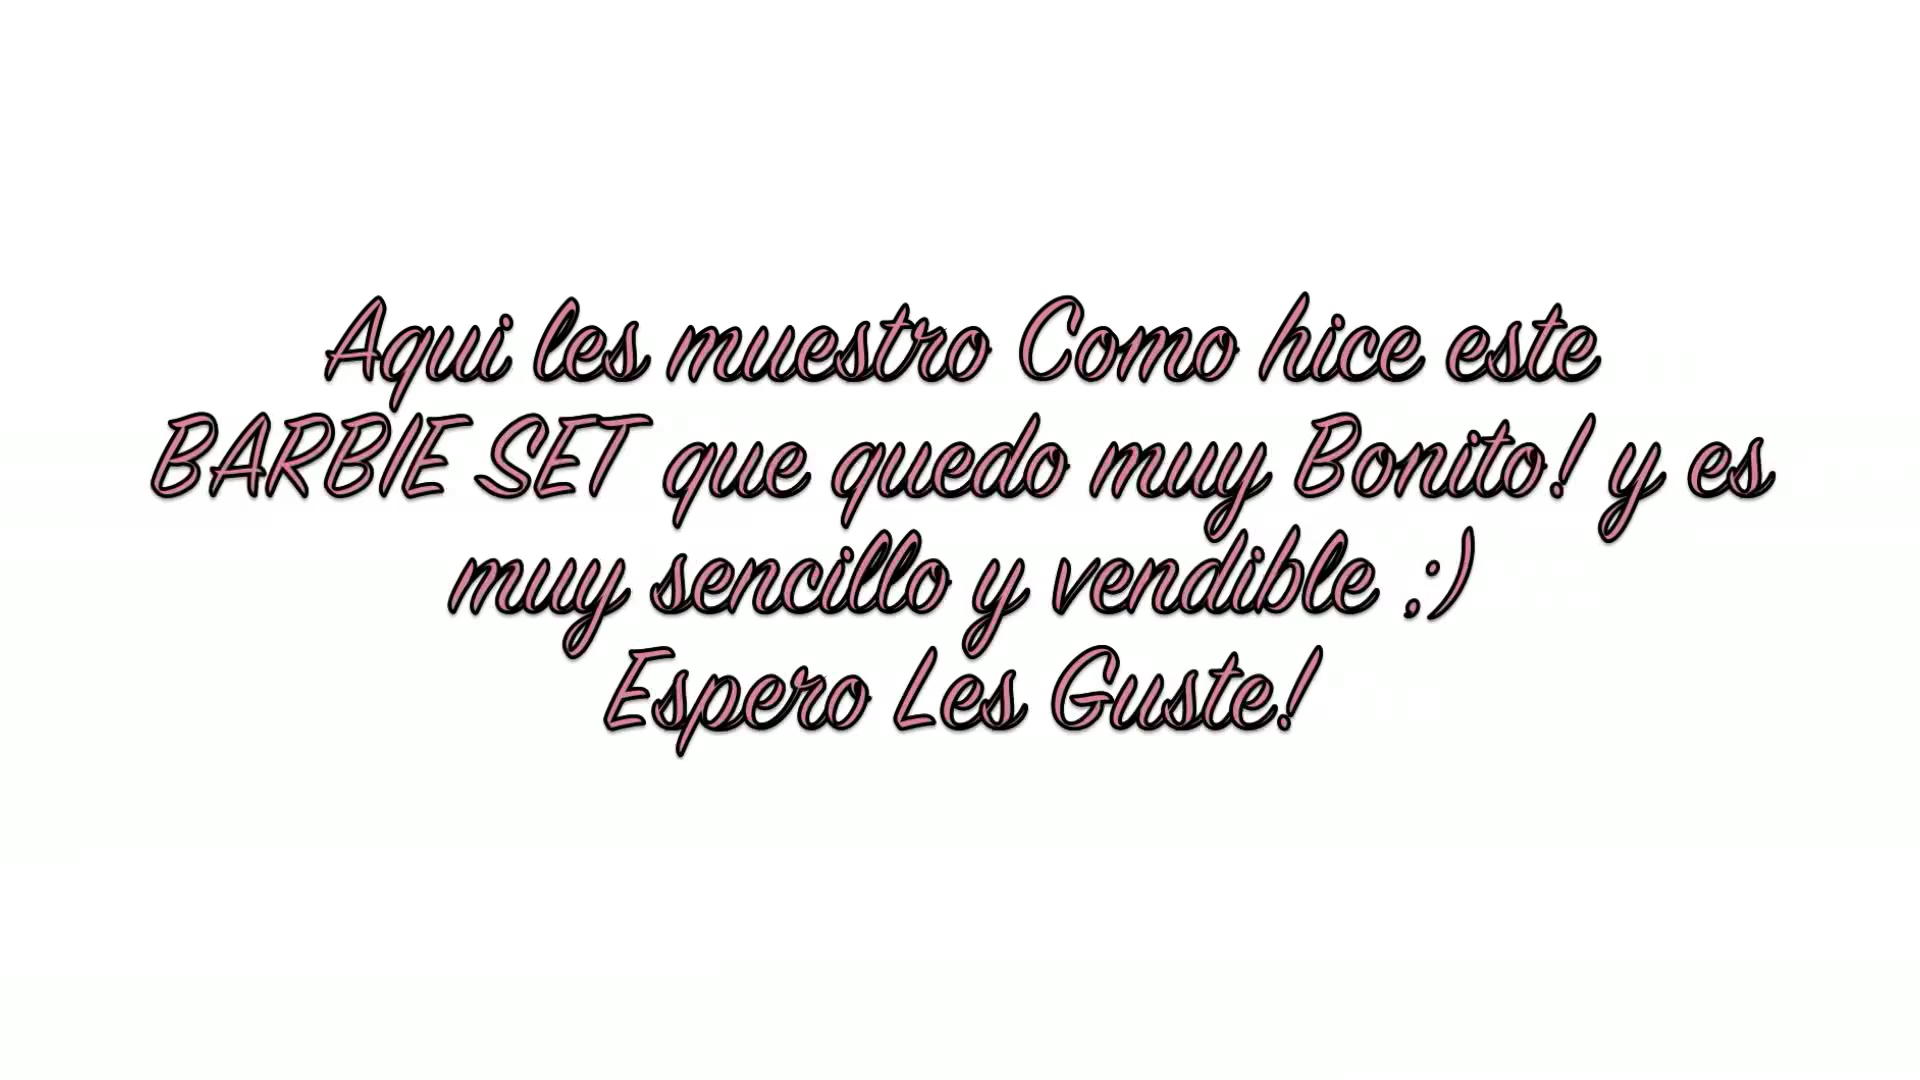 Aqui les muestro Como hice este
BARBIE SET que quedo muy Bonito! y es
muy sencillo y vendible :)
Espero Les Guste!